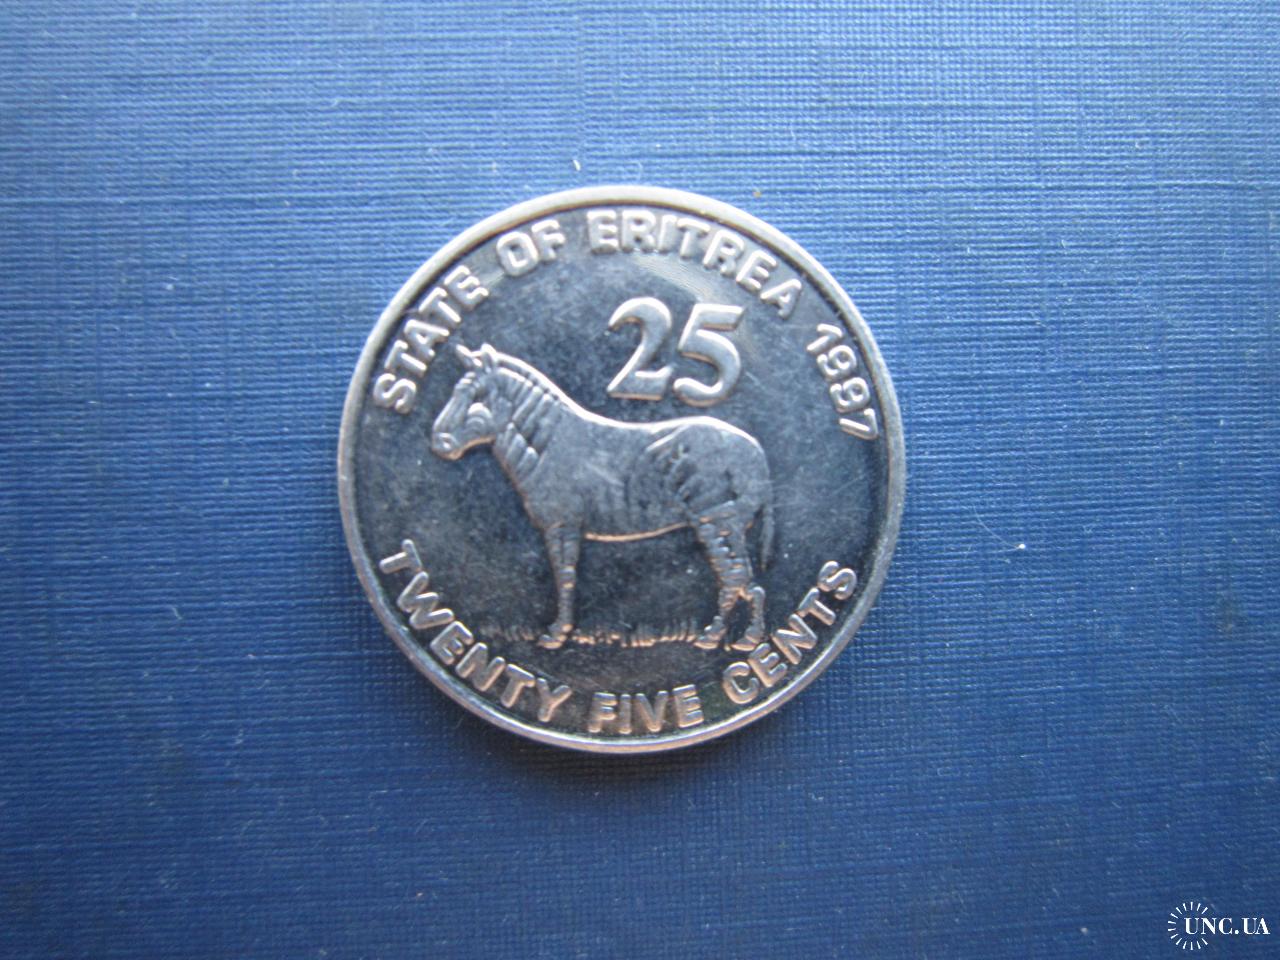 STATE OF ERITREA 1997
25
TWENTY FIVE CENTS
UNC.UA